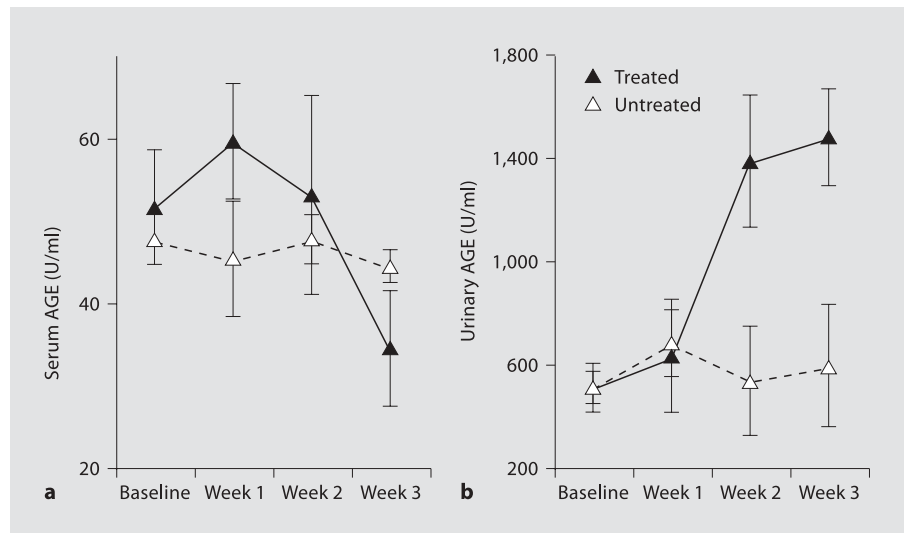 Serum AGE (U/ml)
60
40
20
Baseline Week 1 Week 2 Week 3
a
Urinary AGE (U/ml)
1,800
1,400
1,000
600
200
Treated
Untreated
Baseline Week 1 Week 2 Week 3
b